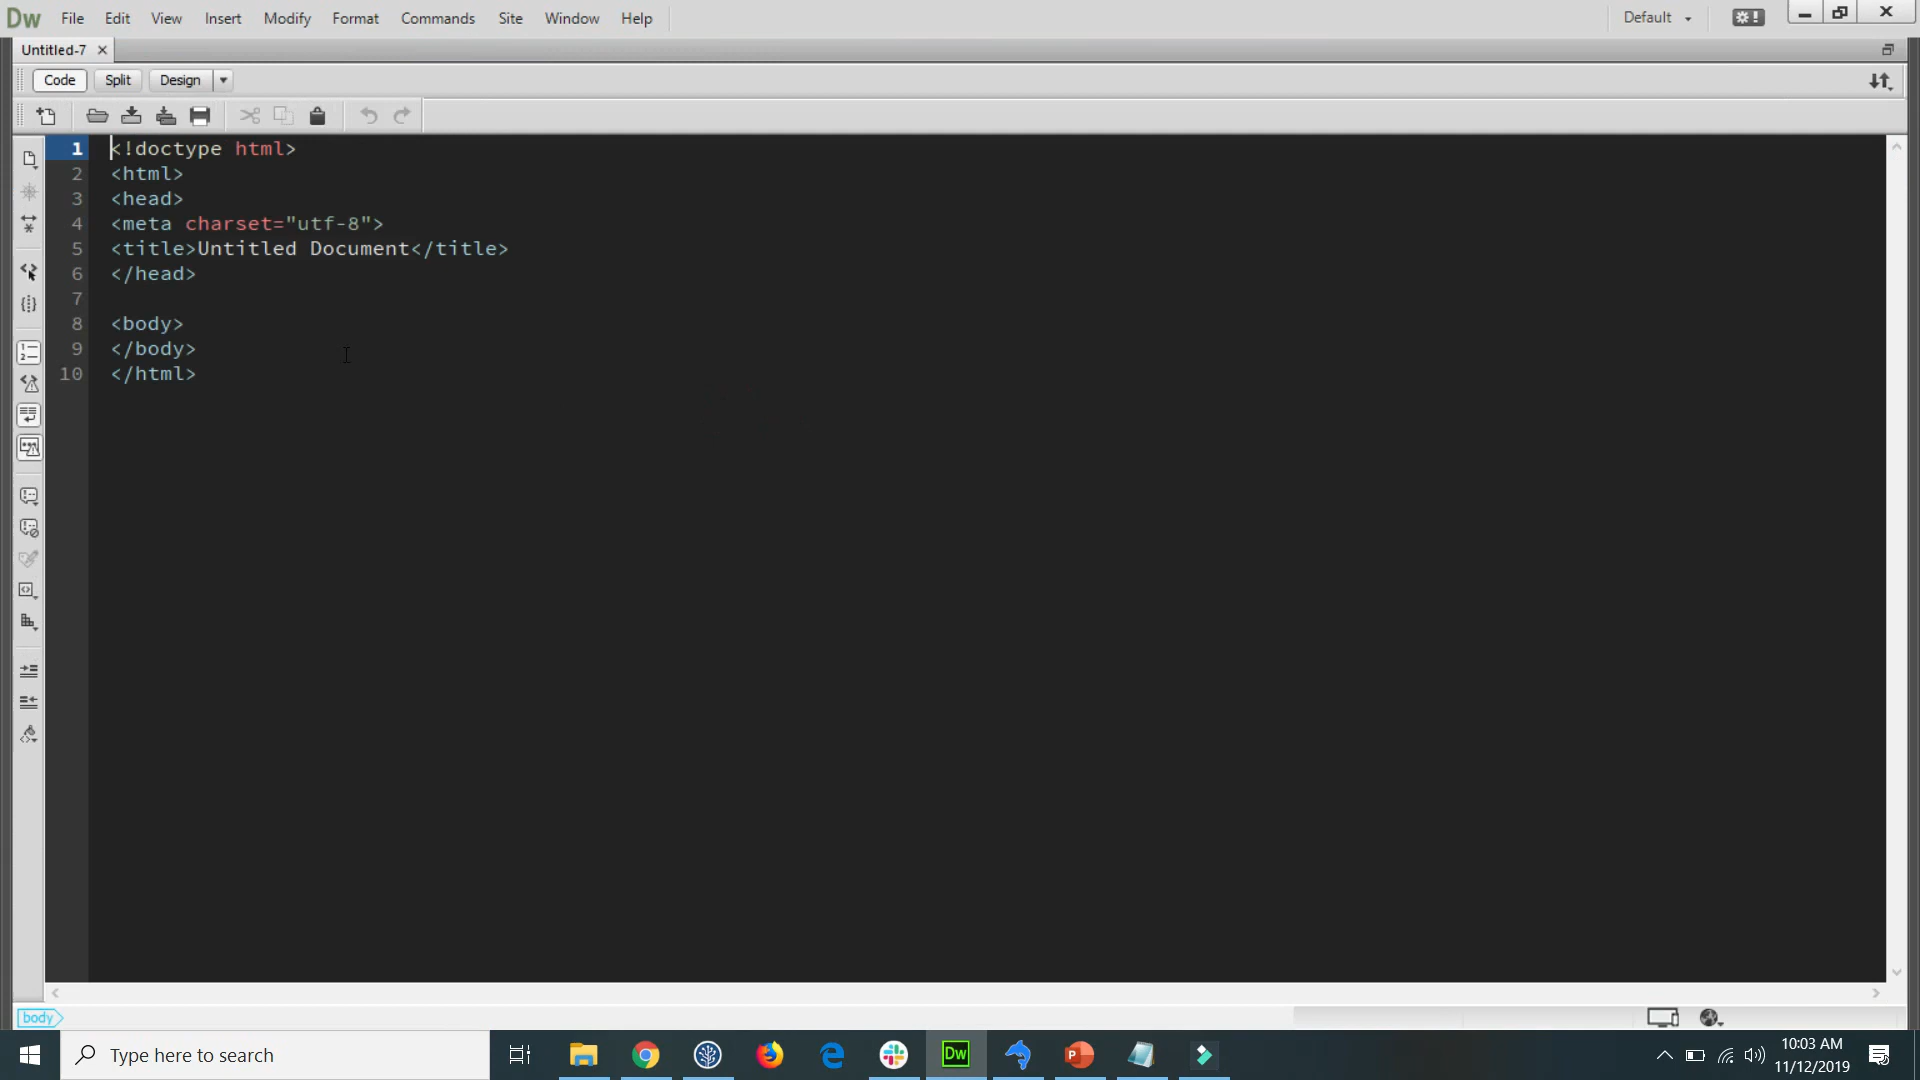 Dw File Edit View Insert Modify Format Commands Site Window Help Default
Untitled-7
Code Split Design
1 <!doctype html>
2 <html>
3 <head>
4 <meta charset="utf-8">
5 <title>Untitled Document</title>
6 </head>
7
8 <body>
9 </body>
10 </html>
body
Type here to search
Dw
10:03 AM
11/12/2019